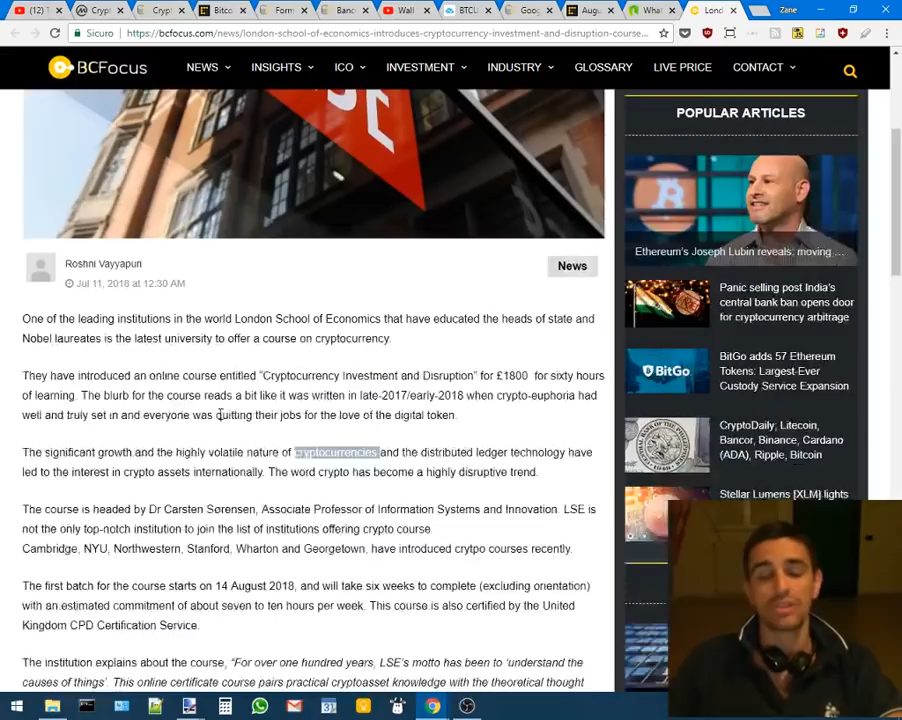 (12) T
Cryp
Crypt
Bitco
Form
Banc
Wall
BTCU
Goog
Augu
What
Lond
Zane
Sicuro
https://bcfocus.com/news/london-school-of-economics-introduces-cryptocurrency-investment-and-disruption-course...
BCFocus
NEWS INSIGHTS ICO INVESTMENT INDUSTRY GLOSSARY LIVE PRICE CONTACT
Roshni Vayyapuri
Jul 11, 2018 at 12:30 AM
News
One of the leading institutions in the world London School of Economics that have educated the heads of state and
Nobel laureates is the latest university to offer a course on cryptocurrency.
They have introduced an online course entitled “Cryptocurrency Investment and Disruption” for £1800 for sixty hours
of learning. The blurb for the course reads a bit like it was written in late-2017/early-2018 when crypto-euphoria had
well and truly set in and everyone was quitting their jobs for the love of the digital token.
The significant growth and the highly volatile nature of cryptocurrencies and the distributed ledger technology have
led to the interest in crypto assets internationally. The word crypto has become a highly disruptive trend.
The course is headed by Dr Carsten Sørensen, Associate Professor of Information Systems and Innovation. LSE is
not the only top-notch institution to join the list of institutions offering crypto course.
Cambridge, NYU, Northwestern, Stanford, Wharton and Georgetown, have introduced crytpo courses recently.
The first batch for the course starts on 14 August 2018, and will take six weeks to complete (excluding orientation)
with an estimated commitment of about seven to ten hours per week. This course is also certified by the United
Kingdom CPD Certification Service.
The institution explains about the course, “For over one hundred years, LSE's motto has been to ‘understand the
causes of things’. This online certificate course pairs practical cryptoasset knowledge with the theoretical thought
POPULAR ARTICLES
Ethereum's Joseph Lubin reveals: moving ...
Panic selling post India's
central bank ban opens door
for cryptocurrency arbitrage
BitGo
BitGo adds 57 Ethereum
Tokens: Largest-Ever
Custody Service Expansion
CryptoDaily: Litecoin,
Bancor, Binance, Cardano
(ADA), Ripple, Bitcoin
Stellar Lumens [XLM] lights